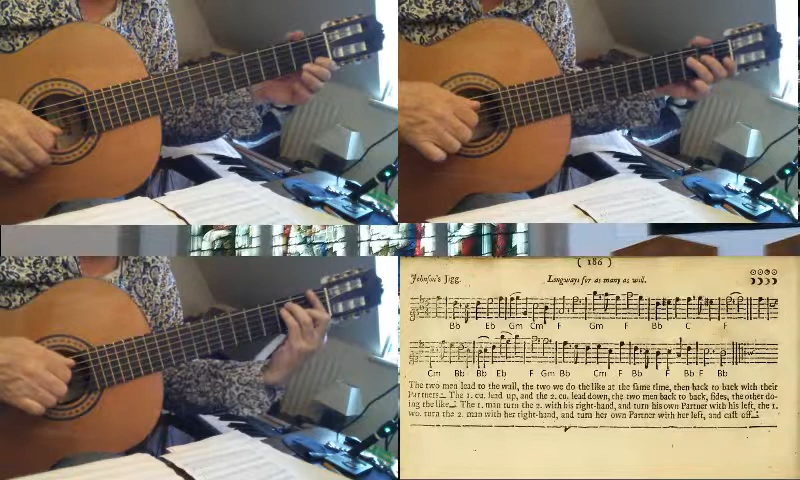 ( 186 )
Johnson's Jigg. Longways for as many as will.
Bb Eb Gm Cm F Gm F Bb C F
Cm Bb Bb Eb F Gm Bb Cm F Bb F Bb F Bb
The two men lead to the wall, the two we do the like at the same time, then back to back with their
Partners. The 1. cu. lead up, and the 2. cu. lead down, the two men back to back, sides, the other do-
ing the like. The 1. man turn the 2. with his right-hand, and turn his own Partner with his left, the 1.
wo. turn the 2. man with her right-hand, and turn her own Partner with her left, and cast off.